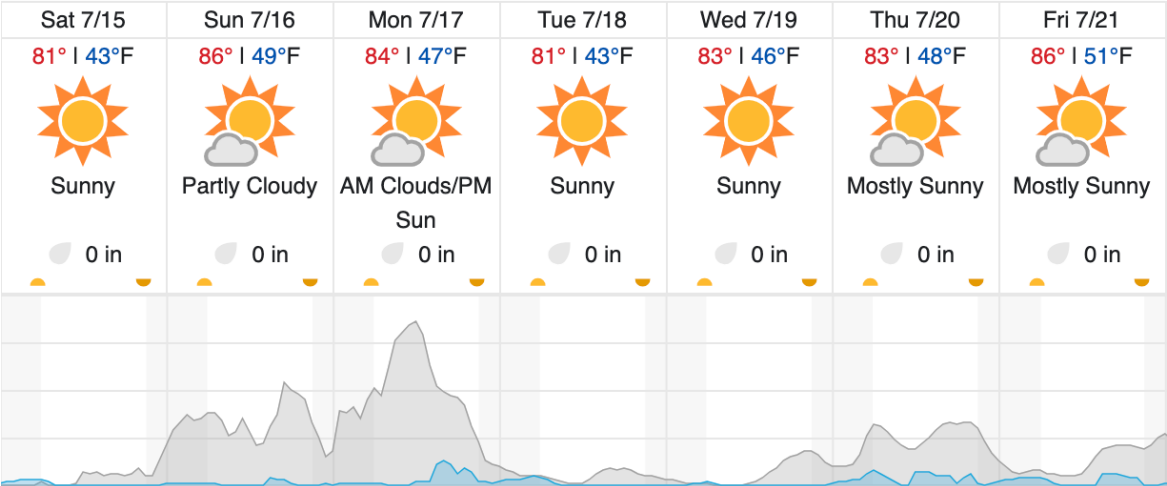 Sat 7/15 Sun 7/16 Mon 7/17 Tue 7/18 Wed 7/19 Thu 7/20 Fri 7/21
81° | 43°F 86° | 49°F 84° | 47°F 81° | 43°F 83° | 46°F 83° | 48°F 86° | 51°F
Sunny Partly Cloudy AM Clouds/PM Sunny Sunny Mostly Sunny Mostly Sunny
Sun
0 in 0 in 0 in 0 in 0 in 0 in 0 in